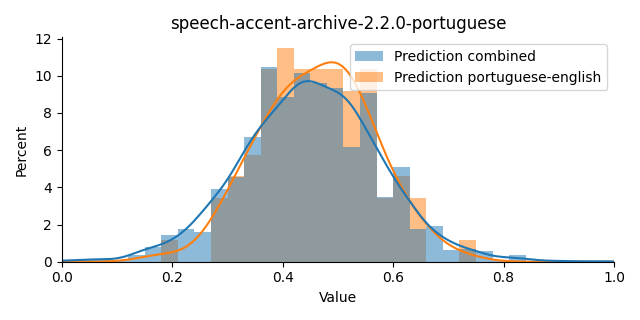 speech-accent-archive-2.2.0-portuguese
Prediction combined
Prediction portuguese-english
Percent
12
10
8
6
4
2
0
0.0 0.2 0.4 0.6 0.8 1.0
Value